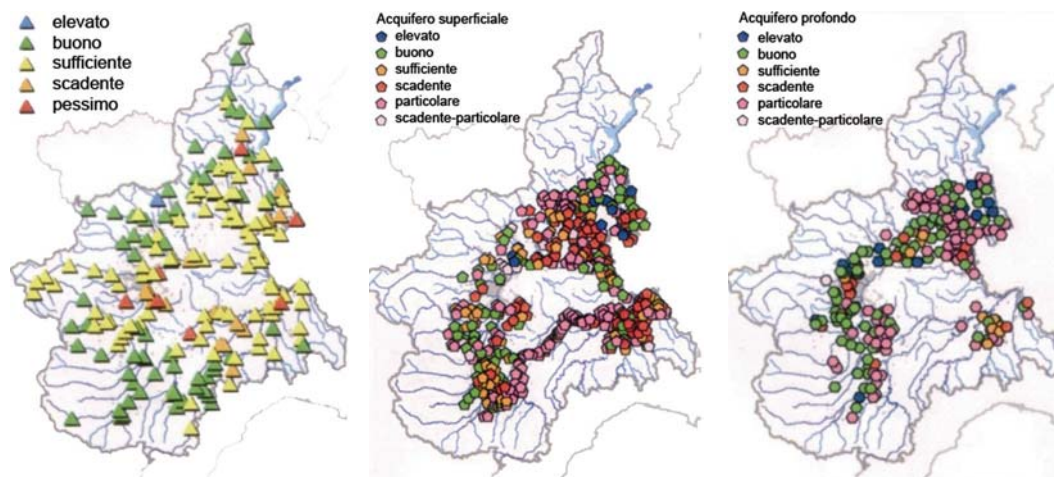 elevato
buono
sufficiente
scadente
pessimo
Acquifero superficiale
elevato
buono
sufficiente
scadente
particolare
scadente-particolare
Acquifero profondo
elevato
buono
sufficiente
scadente
particolare
scadente-particolare